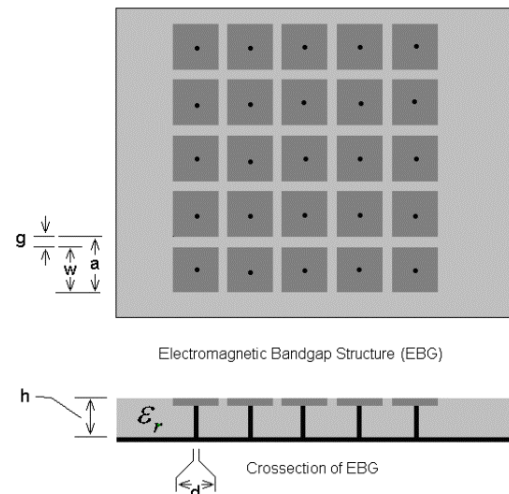 g
w
a
Electromagnetic Bandgap Structure (EBG)
h
εr
Crossection of EBG
d